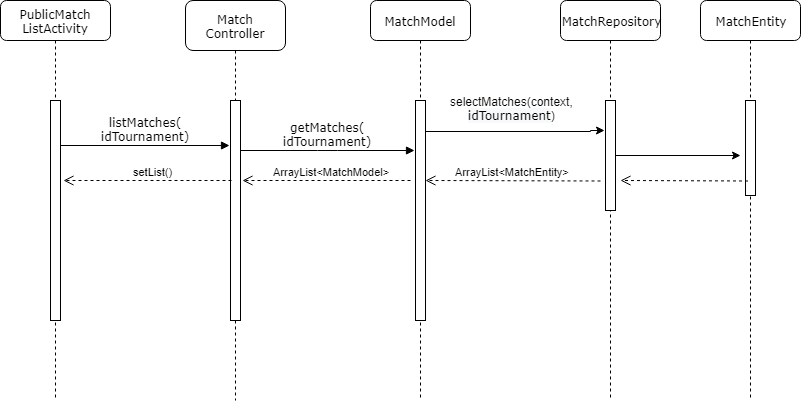 PublicMatch
ListActivity
Match
Controller
MatchModel
MatchRepository
MatchEntity
listMatches(
idTournament)
getMatches(
idTournament)
selectMatches(context,
idTournament)
setList()
ArrayList<MatchModel>
ArrayList<MatchEntity>